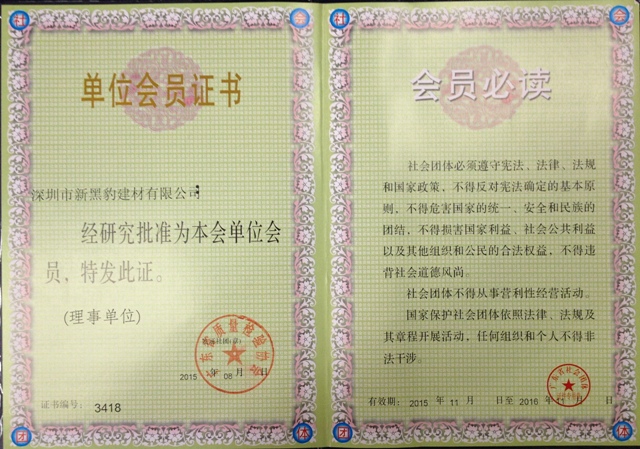 单位会员证书
深圳市新黑豹建材有限公司
经研究批准为本会单位会
员，特发此证。
(理事单位)
2015 年 08 月 日
证书编号： 3418
会员必读
社会团体必须遵守宪法、法律、法规
和国家政策，不得反对宪法确定的基本原
则，不得危害国家的统一、安全和民族的
团结，不得损害国家利益、社会公共利益
以及其他组织和公民的合法权益，不得违
背社会道德风尚。
社会团体不得从事营利性经营活动。
国家保护社会团体依照法律、法规及
其章程开展活动，任何组织和个人不得非
法干涉。
有效期： 2015 年 11 月 日至 2016 年 11 月 日
社
会
社
会
团
本
团